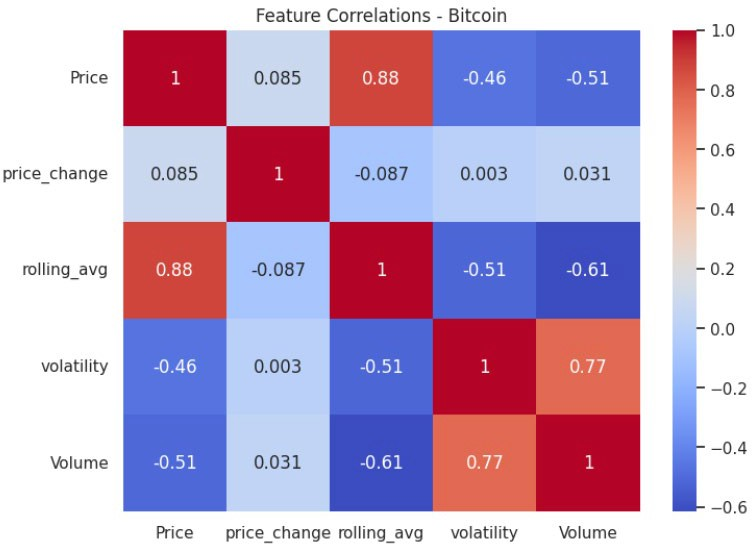 Feature Correlations - Bitcoin
Price 1 0.085 0.88 -0.46 -0.51
price_change 0.085 1 -0.087 0.003 0.031
rolling_avg 0.88 -0.087 1 -0.51 -0.61
volatility -0.46 0.003 -0.51 1 0.77
Volume -0.51 0.031 -0.61 0.77 1
Price price_change rolling_avg volatility Volume
1.0
0.8
0.6
0.4
0.2
0.0
−0.2
−0.4
−0.6